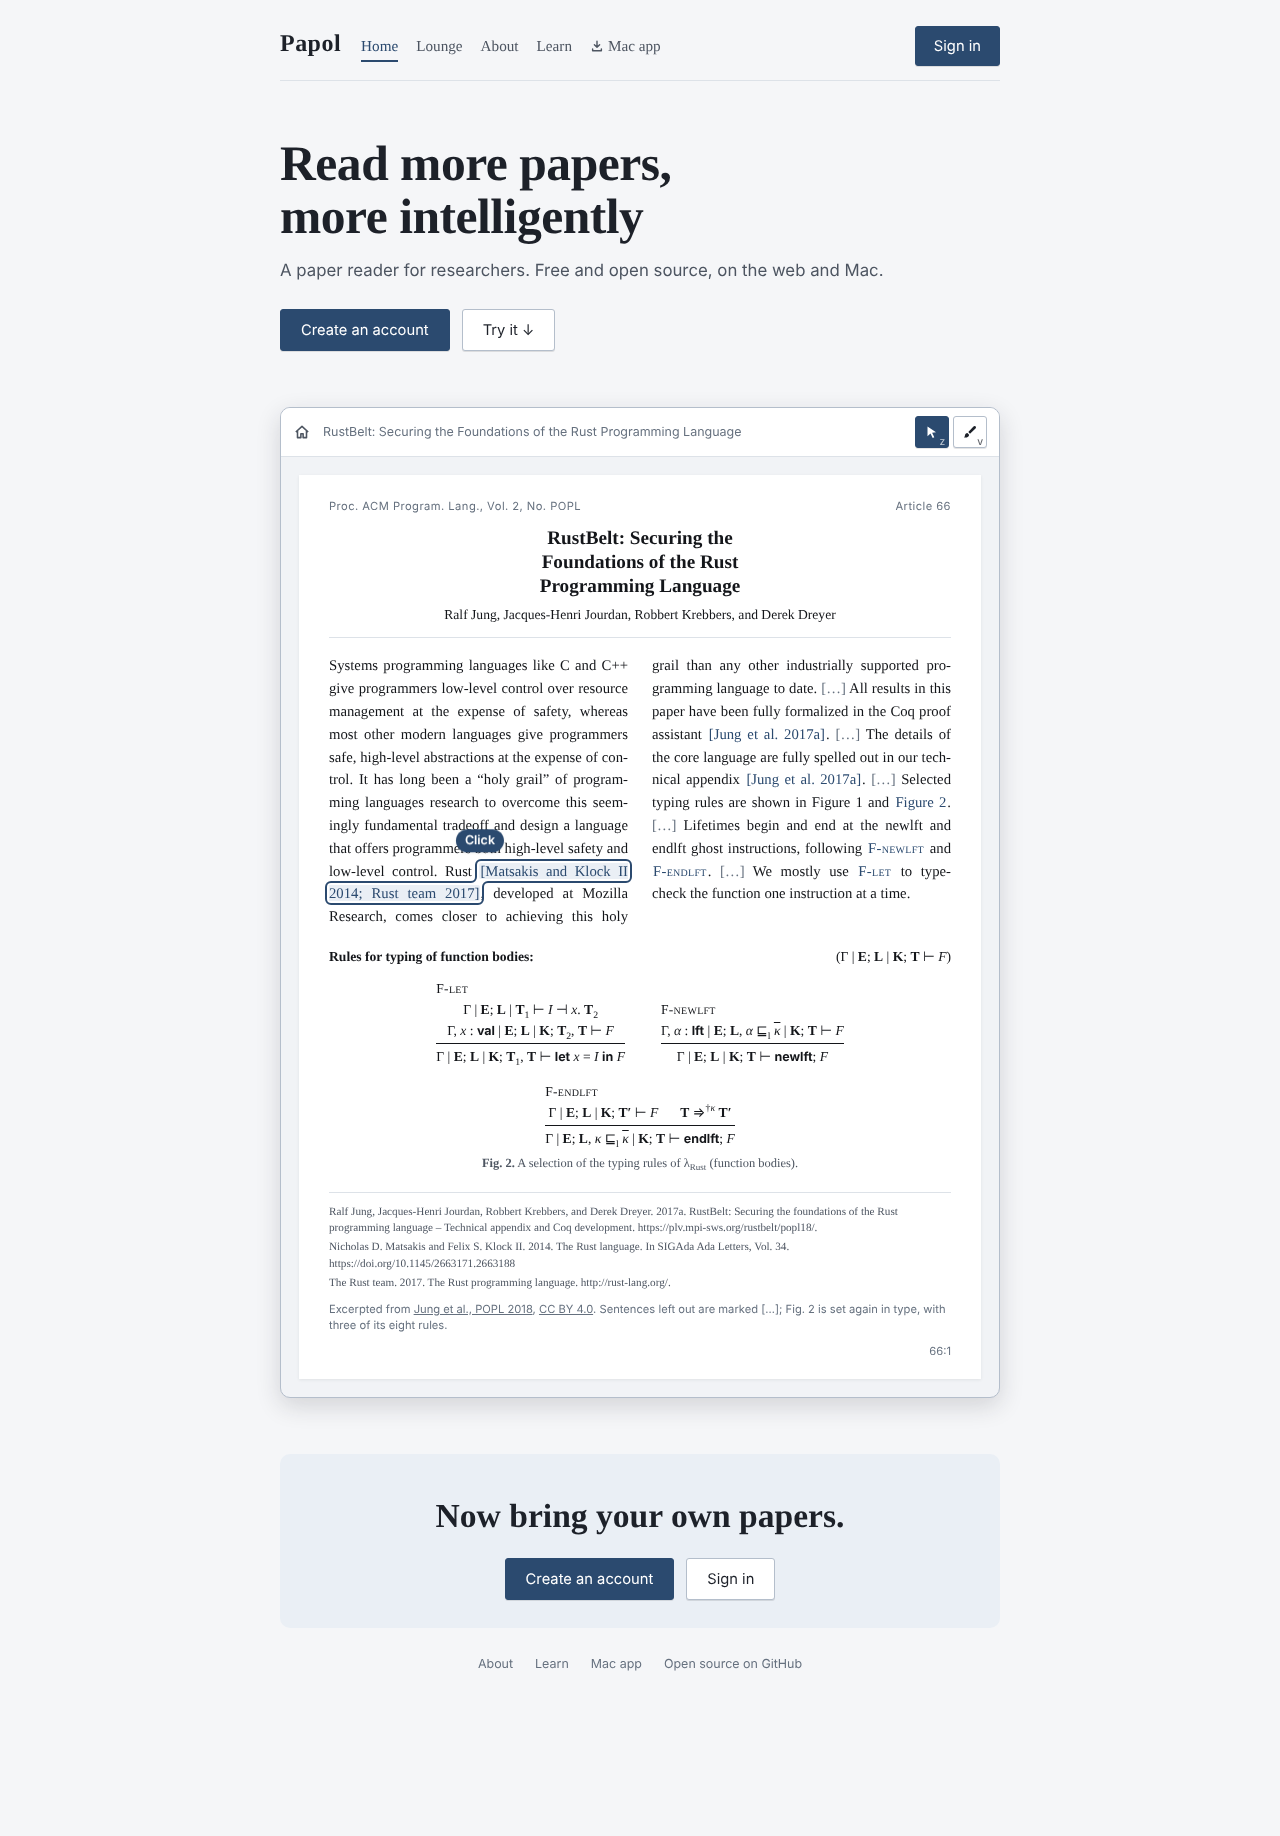 Papol Home Lounge About Learn Mac app Sign in
Read more papers,
more intelligently
A paper reader for researchers. Free and open source, on the web and Mac.
Create an account Try it ↓
RustBelt: Securing the Foundations of the Rust Programming Language z v
Proc. ACM Program. Lang., Vol. 2, No. POPL Article 66
RustBelt: Securing the
Foundations of the Rust
Programming Language
Ralf Jung, Jacques-Henri Jourdan, Robbert Krebbers, and Derek Dreyer
Systems programming languages like C and C++
give programmers low-level control over resource
management at the expense of safety, whereas
most other modern languages give programmers
safe, high-level abstractions at the expense of con-
trol. It has long been a “holy grail” of program-
ming languages research to overcome this seem-
ingly fundamental tradeoff and design a language
Click
that offers programmers both high-level safety and
low-level control. Rust [Matsakis and Klock II
2014; Rust team 2017], developed at Mozilla
Research, comes closer to achieving this holy
grail than any other industrially supported pro-
gramming language to date. […] All results in this
paper have been fully formalized in the Coq proof
assistant [Jung et al. 2017a]. […] The details of
the core language are fully spelled out in our tech-
nical appendix [Jung et al. 2017a]. […] Selected
typing rules are shown in Figure 1 and Figure 2.
[…] Lifetimes begin and end at the newlft and
endlft ghost instructions, following F-NEWLFT and
F-ENDLFT. […] We mostly use F-LET to type-
check the function one instruction at a time.
Rules for typing of function bodies: (Γ | E; L | K; T ⊢ F)
F-LET
Γ | E; L | T₁ ⊢ I ⊣ x. T₂
Γ, x : val | E; L | K; T₂, T ⊢ F
Γ | E; L | K; T₁, T ⊢ let x = I in F
F-NEWLFT
Γ, α : lft | E; L, α ⊑ₗ κ̅ | K; T ⊢ F
Γ | E; L | K; T ⊢ newlft; F
F-ENDLFT
Γ | E; L | K; T′ ⊢ F T ⇒†κ T′
Γ | E; L, κ ⊑ₗ κ̅ | K; T ⊢ endlft; F
Fig. 2. A selection of the typing rules of λRust (function bodies).
Ralf Jung, Jacques-Henri Jourdan, Robbert Krebbers, and Derek Dreyer. 2017a. RustBelt: Securing the foundations of the Rust
programming language – Technical appendix and Coq development. https://plv.mpi-sws.org/rustbelt/popl18/.
Nicholas D. Matsakis and Felix S. Klock II. 2014. The Rust language. In SIGAda Ada Letters, Vol. 34.
https://doi.org/10.1145/2663171.2663188
The Rust team. 2017. The Rust programming language. http://rust-lang.org/.
Excerpted from Jung et al., POPL 2018, CC BY 4.0. Sentences left out are marked […]; Fig. 2 is set again in type, with
three of its eight rules.
66:1
Now bring your own papers.
Create an account Sign in
About Learn Mac app Open source on GitHub